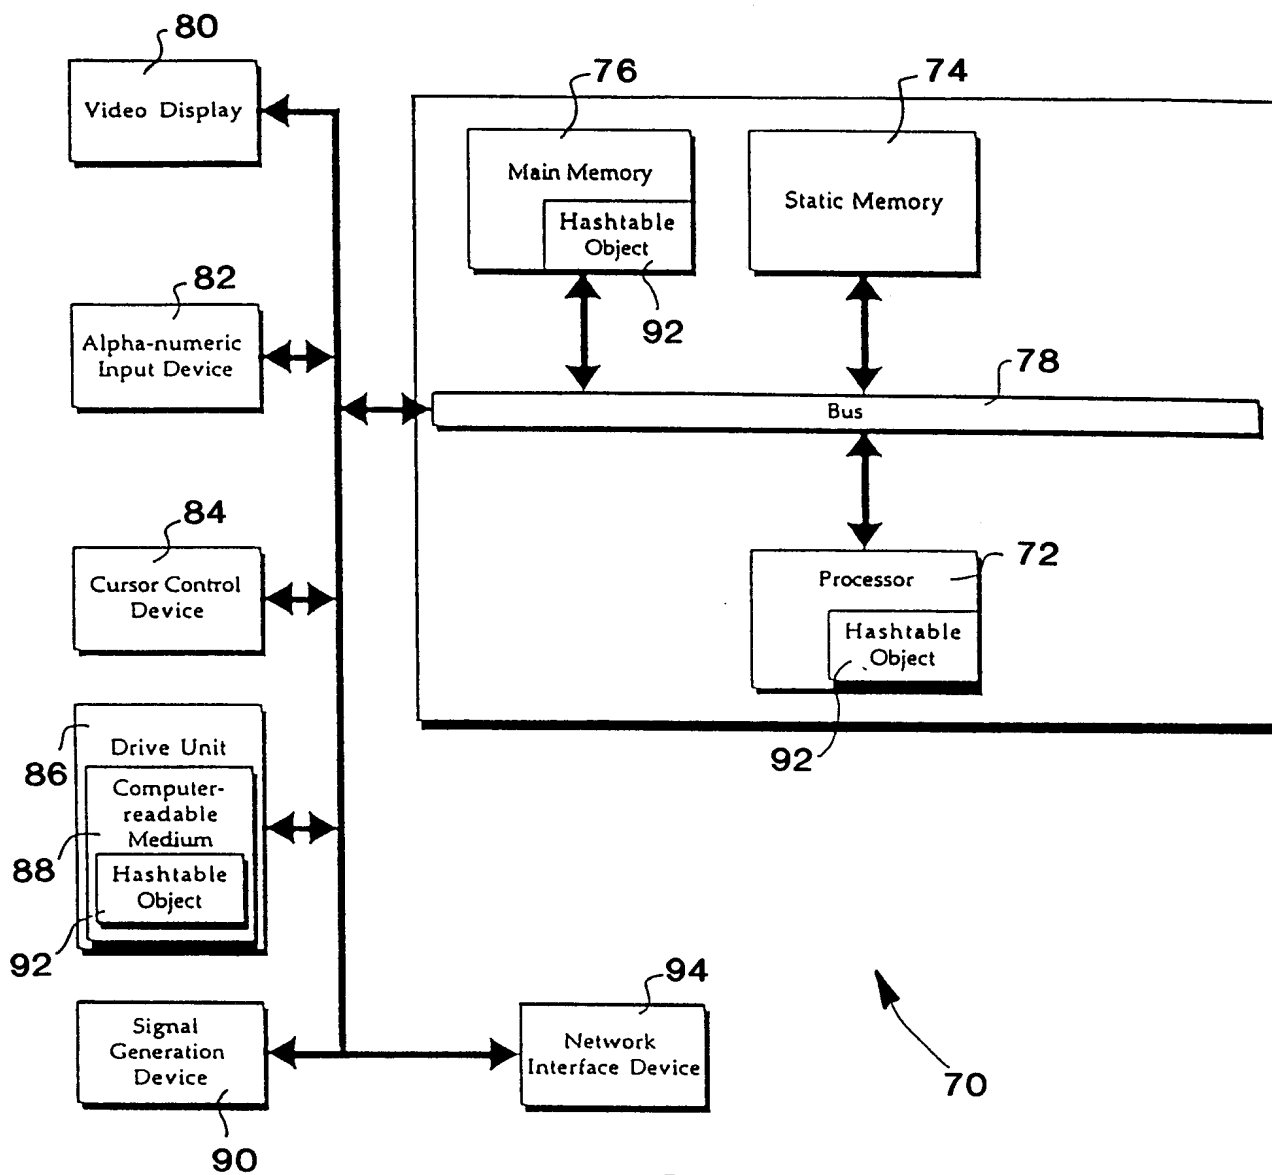 80
Video Display
82
Alpha-numeric
Input Device
84
Cursor Control
Device
86
Drive Unit
Computer-
readable
Medium
88
Hashtable
Object
92
Signal
Generation
Device
90
76
Main Memory
Hashtable
Object
92
74
Static Memory
78
Bus
72
Processor
Hashtable
Object
92
94
Network
Interface Device
70